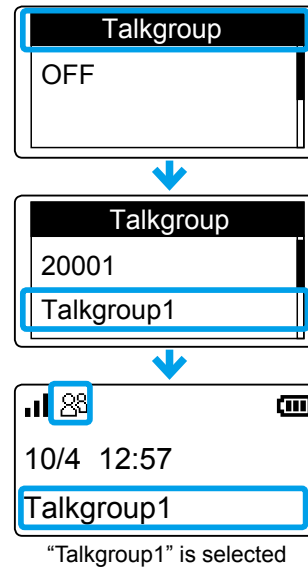 Talkgroup
OFF
Talkgroup
20001
Talkgroup1
10/4 12:57
Talkgroup1
“Talkgroup1” is selected